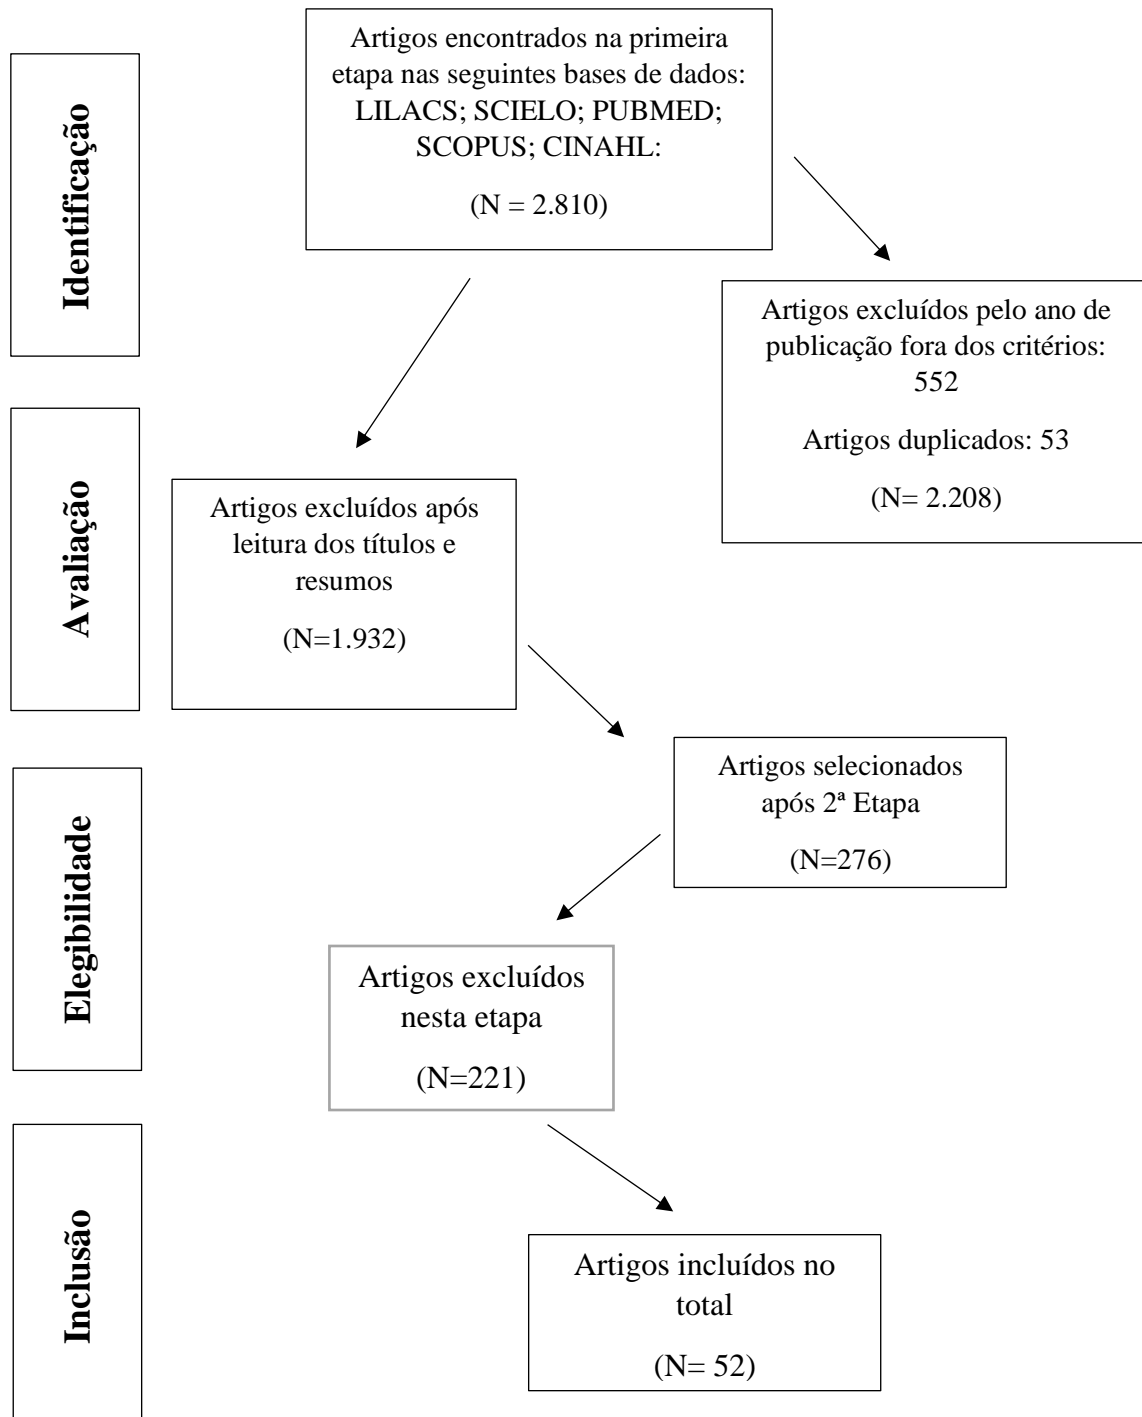 Identificação
Artigos encontrados na primeira
etapa nas seguintes bases de dados:
LILACS; SCIELO; PUBMED;
SCOPUS; CINAHL:
(N = 2.810)
Artigos excluídos pelo ano de
publicação fora dos critérios:
552
Artigos duplicados: 53
(N= 2.208)
Avaliação
Artigos excluídos após
leitura dos títulos e
resumos
(N=1.932)
Elegibilidade
Artigos selecionados
após 2ª Etapa
(N=276)
Artigos excluídos
nesta etapa
(N=221)
Inclusão
Artigos incluídos no
total
(N= 52)